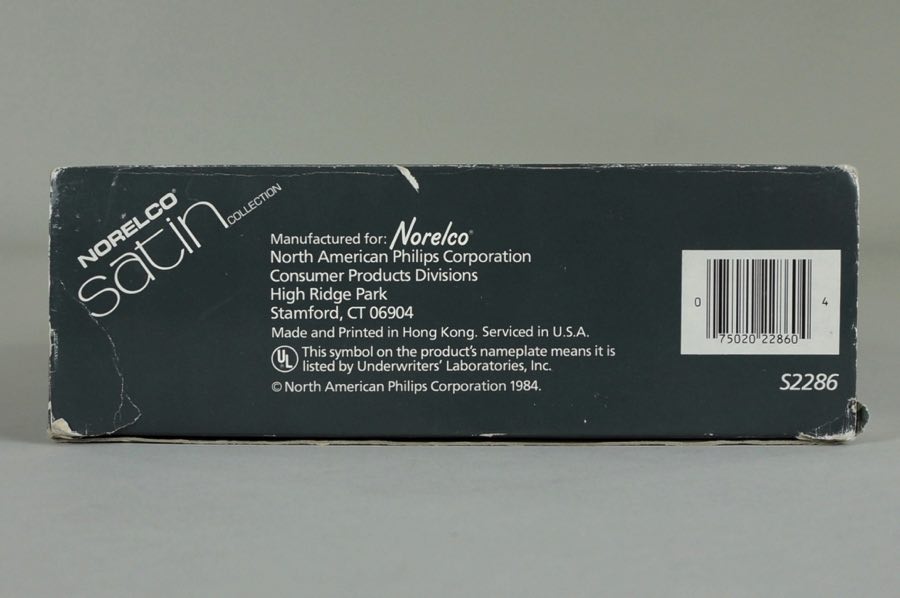 NORELCO®
satin COLLECTION
Manufactured for: Norelco®
North American Philips Corporation
Consumer Products Divisions
High Ridge Park
Stamford, CT 06904
Made and Printed in Hong Kong. Serviced in U.S.A.
UL This symbol on the product's nameplate means it is
listed by Underwriters' Laboratories, Inc.
© North American Philips Corporation 1984.
0 75020 22860 4
S2286